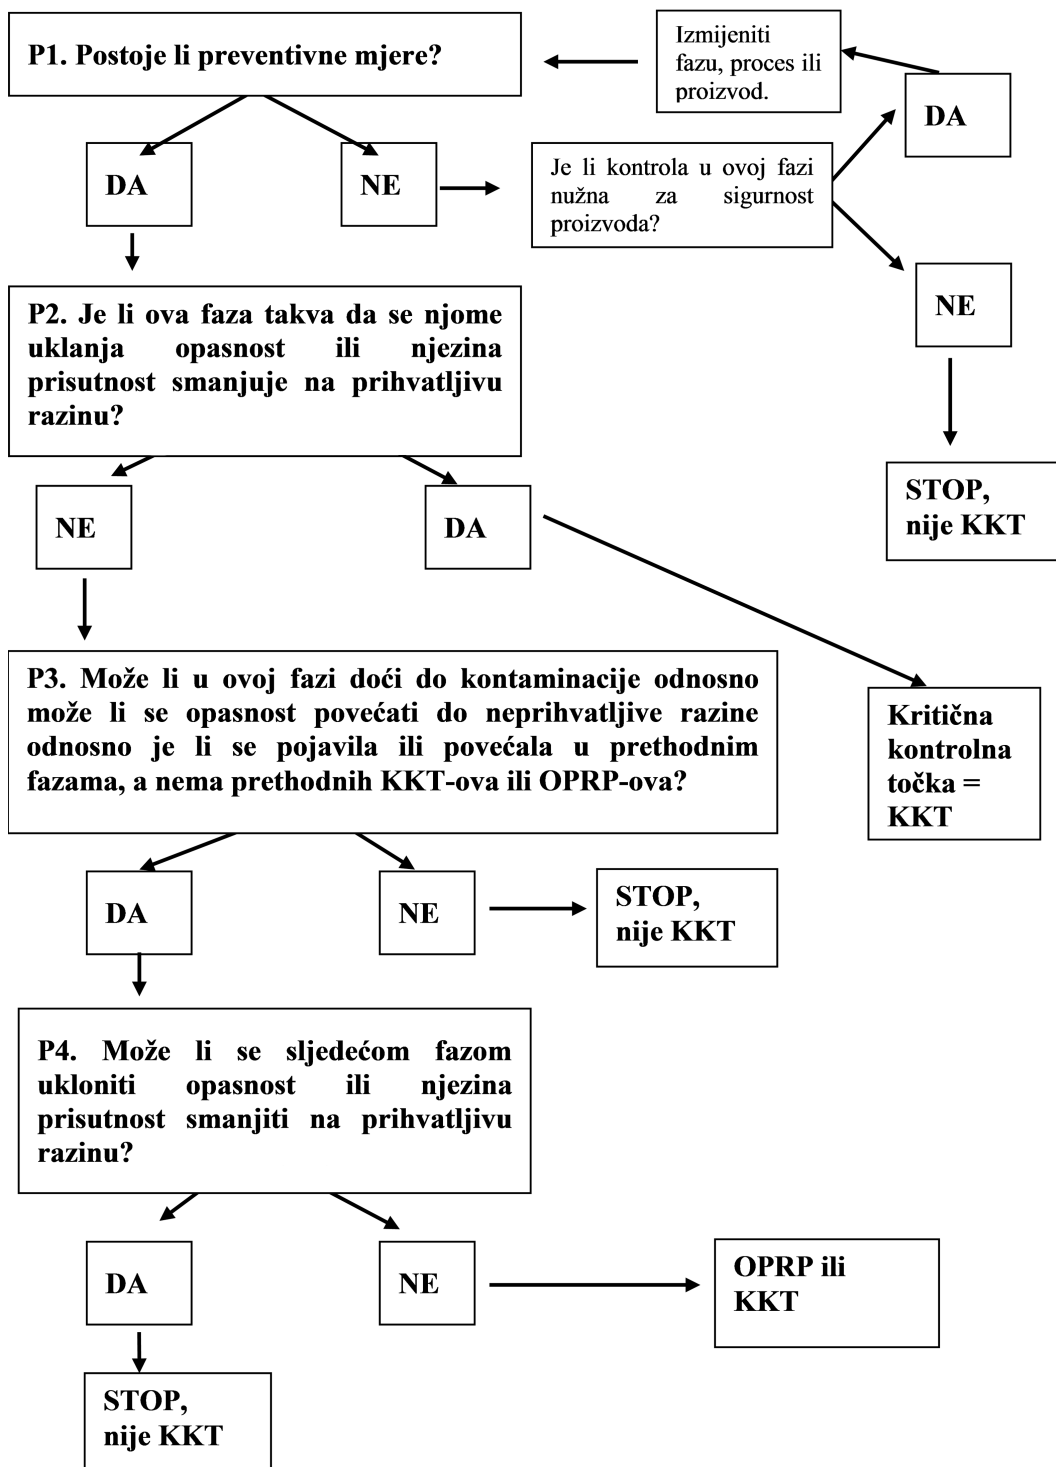 P1. Postoje li preventivne mjere?
Izmijeniti
fazu, proces ili
proizvod.
DA
DA
NE
Je li kontrola u ovoj fazi
nužna za sigurnost
proizvoda?
NE
P2. Je li ova faza takva da se njome
uklanja opasnost ili njezina
prisutnost smanjuje na prihvatljivu
razinu?
STOP,
nije KKT
NE
DA
P3. Može li u ovoj fazi doći do kontaminacije odnosno
može li se opasnost povećati do neprihvatljive razine
odnosno je li se pojavila ili povećala u prethodnim
fazama, a nema prethodnih KKT-ova ili OPRP-ova?
Kritična
kontrolna
točka =
KKT
DA
NE
STOP,
nije KKT
P4. Može li se sljedećom fazom
ukloniti opasnost ili njezina
prisutnost smanjiti na prihvatljivu
razinu?
DA
NE
OPRP ili
KKT
STOP,
nije KKT